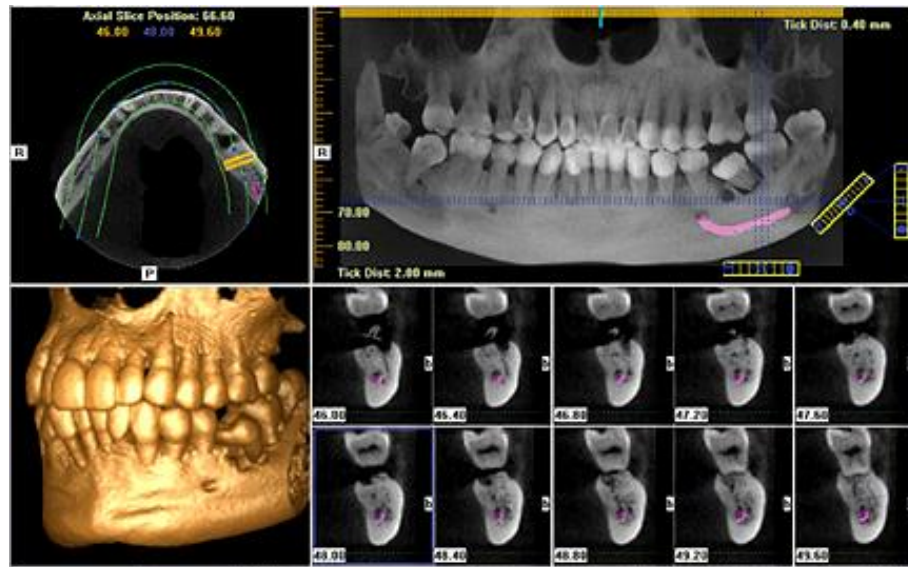 Axial Slice Position: 66.60
46.00 48.00 49.60
R
P
Tick Dist: 0.40 mm
R
70.00
80.00
Tick Dist: 2.00 mm
46.00
b
46.40
b
46.80
b
47.20
b
47.60
48.00
b
48.40
b
48.80
b
49.20
b
49.60